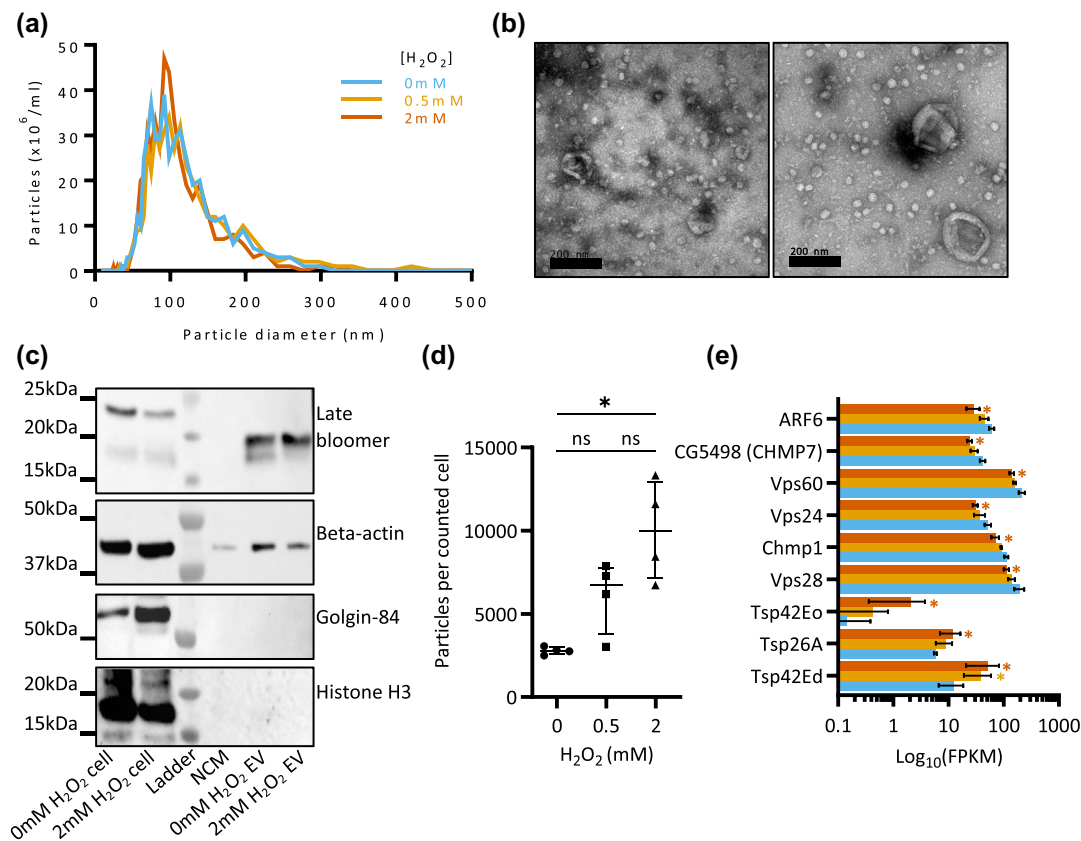 (a)
50
40
30
20
10
0
Particles (x10⁶/ml)
[H₂O₂]
0mM
0.5mM
2mM
0 100 200 300 400 500
Particle diameter (nm)
(b)
200 nm
200 nm
(c)
25kDa
20kDa
15kDa
Late
bloomer
50kDa
37kDa
Beta-actin
50kDa
Golgin-84
20kDa
15kDa
Histone H3
0mM H₂O₂ cell
2mM H₂O₂ cell
Ladder
NCM
0mM H₂O₂ EV
2mM H₂O₂ EV
(d)
*
ns ns
15000
10000
5000
0
Particles per counted cell
0 0.5 2
H₂O₂ (mM)
(e)
ARF6 *
CG5498 (CHMP7) *
Vps60 *
Vps24 *
Chmp1 *
Vps28 *
Tsp42Eo *
Tsp26A *
Tsp42Ed *
*
0.1 1 10 100 1000
Log₁₀(FPKM)